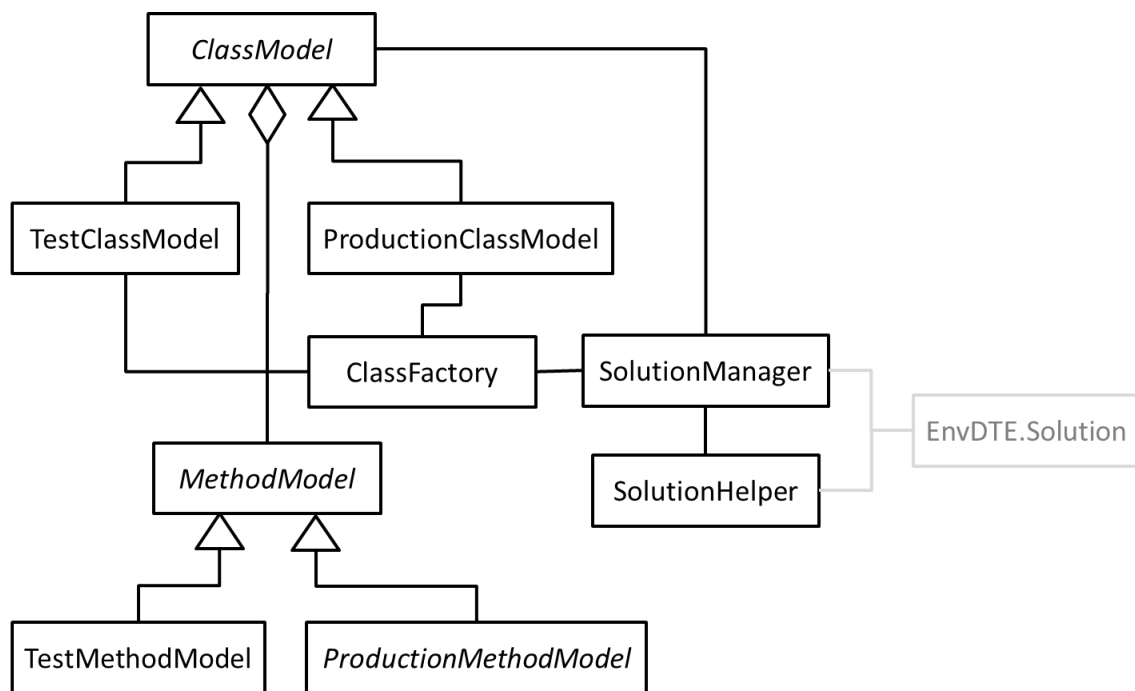 ClassModel
TestClassModel
ProductionClassModel
ClassFactory
SolutionManager
EnvDTE.Solution
MethodModel
SolutionHelper
TestMethodModel
ProductionMethodModel